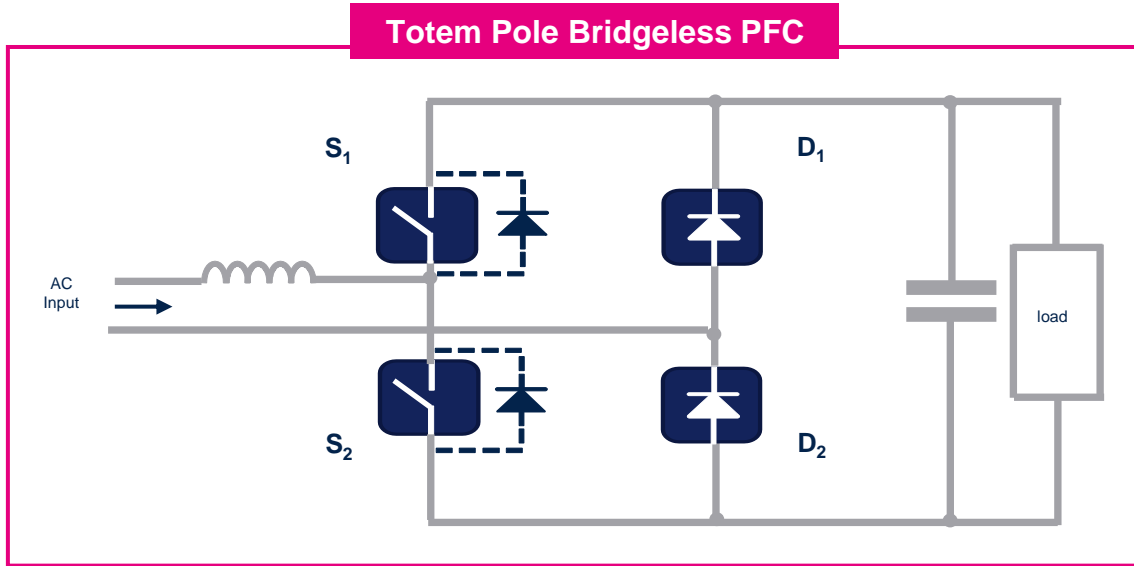 Totem Pole Bridgeless PFC
S₁
D₁
AC
Input
load
S₂
D₂